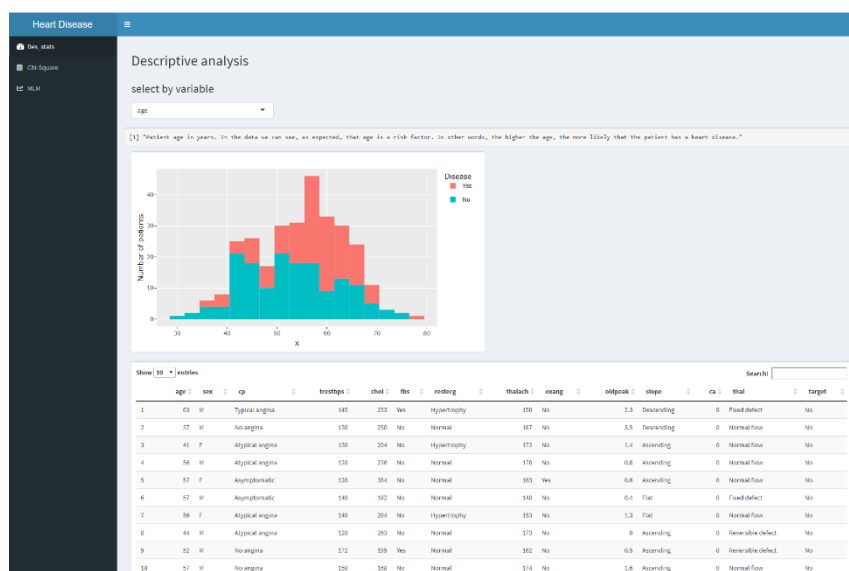 Heart Disease
Des_stats
Chi-Square
MLM
Descriptive analysis
select by variable
age
[1] "Patient age in years. In the data we can see, as expected, that age is a risk factor. In other words, the higher the age, the more likely that the patient has a heart disease."
Disease
Yes
No
Number of patients
40
30
20
10
0
30 40 50 60 70 80
x
Show 10 entries Search:
age sex cp trestbps chol fbs restecg thalach exang oldpeak slope ca thal target
1 63 M Typical angina 145 233 Yes Hypertrophy 150 No 2.3 Descending 0 Fixed defect No
2 37 M No angina 130 250 No Normal 187 No 3.5 Descending 0 Normal flow No
3 41 F Atypical angina 130 204 No Hypertrophy 172 No 1.4 Ascending 0 Normal flow No
4 56 M Atypical angina 120 236 No Normal 178 No 0.8 Ascending 0 Normal flow No
5 57 F Asymptomatic 120 354 No Normal 163 Yes 0.6 Ascending 0 Normal flow No
6 57 M Asymptomatic 140 192 No Normal 148 No 0.4 Flat 0 Fixed defect No
7 56 F Atypical angina 140 294 No Hypertrophy 153 No 1.3 Flat 0 Normal flow No
8 44 M Atypical angina 120 263 No Normal 173 No 0 Ascending 0 Reversible defect No
9 52 M No angina 172 199 Yes Normal 162 No 0.5 Ascending 0 Reversible defect No
10 57 M No angina 150 168 No Normal 174 No 1.6 Ascending 0 Normal flow No